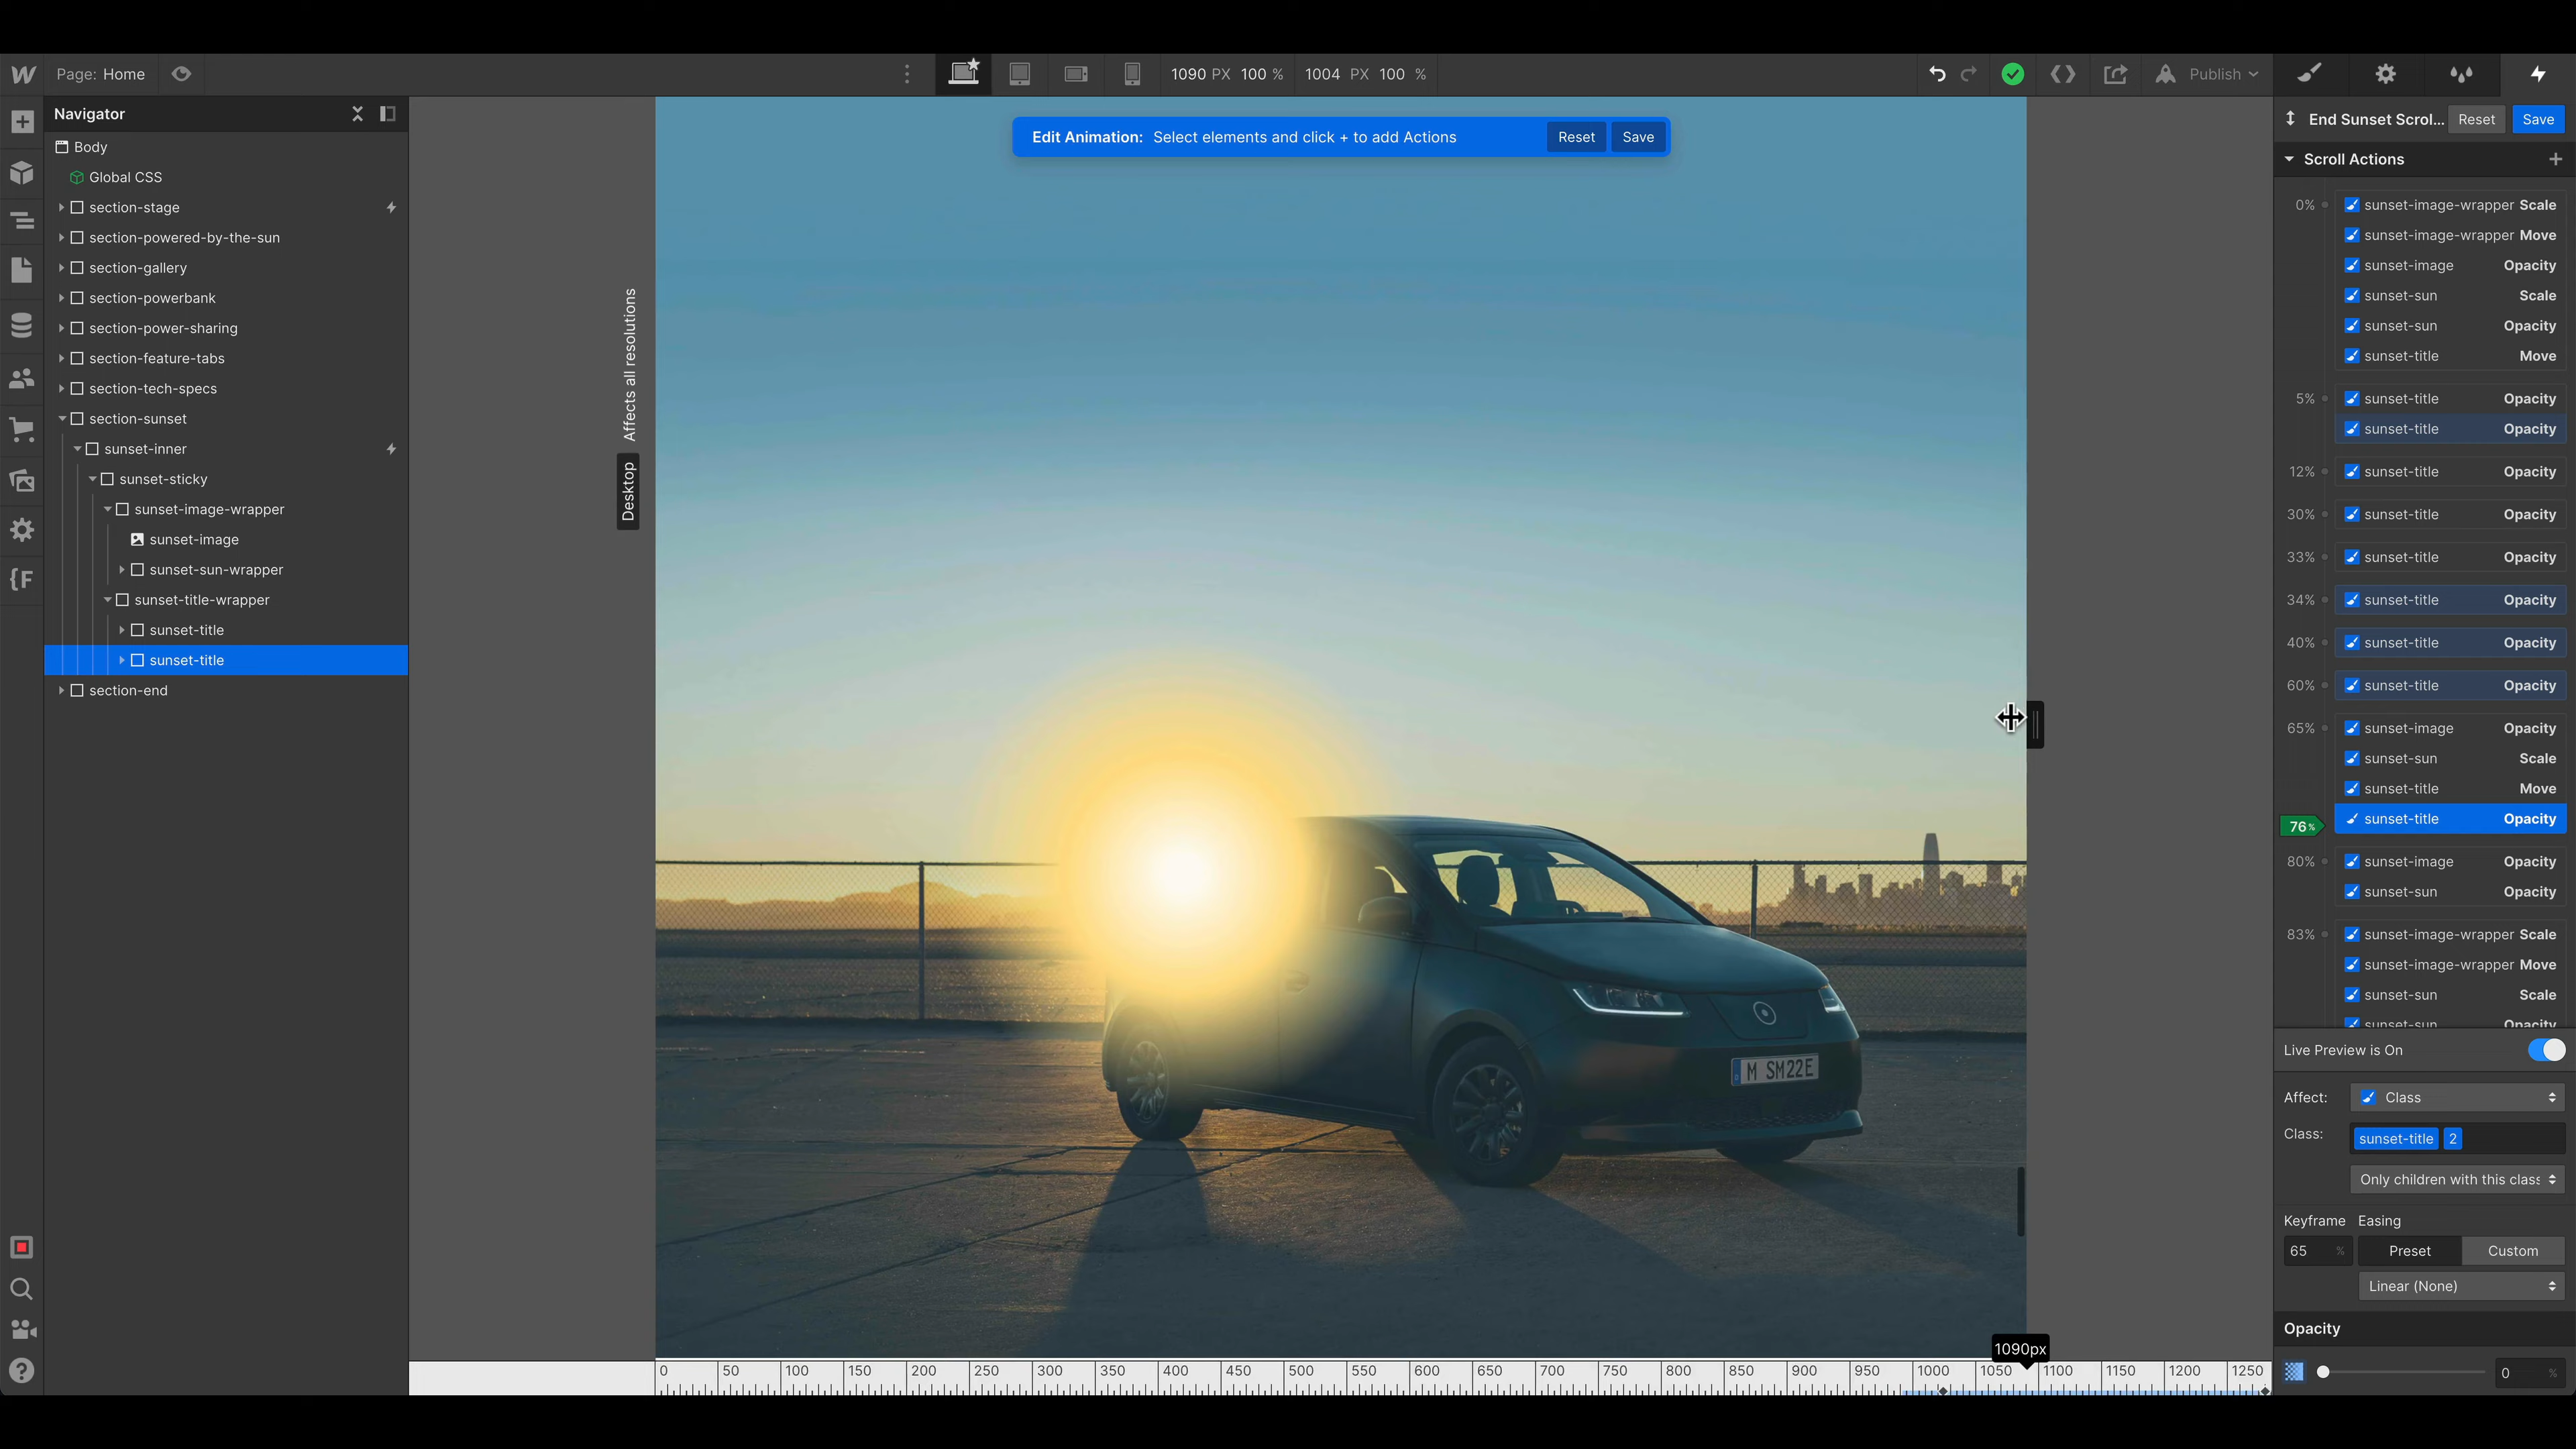 Page: Home
1090 PX 100 % 1004 PX 100 %
Publish
Navigator
Body
Global CSS
section-stage
section-powered-by-the-sun
section-gallery
section-powerbank
section-power-sharing
section-feature-tabs
section-tech-specs
section-sunset
sunset-inner
sunset-sticky
sunset-image-wrapper
sunset-image
sunset-sun-wrapper
sunset-title-wrapper
sunset-title
sunset-title
section-end
{F
Desktop Affects all resolutions
Edit Animation: Select elements and click + to add Actions Reset Save
M SM22E
1090px
0 50 100 150 200 250 300 350 400 450 500 550 600 650 700 750 800 850 900 950 1000 1050 1100 1150 1200 1250
End Sunset Scrol... Reset Save
Scroll Actions
0% sunset-image-wrapper Scale
sunset-image-wrapper Move
sunset-image Opacity
sunset-sun Scale
sunset-sun Opacity
sunset-title Move
5% sunset-title Opacity
sunset-title Opacity
12% sunset-title Opacity
30% sunset-title Opacity
33% sunset-title Opacity
34% sunset-title Opacity
40% sunset-title Opacity
60% sunset-title Opacity
65% sunset-image Opacity
sunset-sun Scale
sunset-title Move
76% sunset-title Opacity
80% sunset-image Opacity
sunset-sun Opacity
83% sunset-image-wrapper Scale
sunset-image-wrapper Move
sunset-sun Scale
sunset-sun Opacity
Live Preview is On
Affect: Class
Class: sunset-title 2
Only children with this class
Keyframe Easing
65 % Preset Custom
Linear (None)
Opacity
0 %